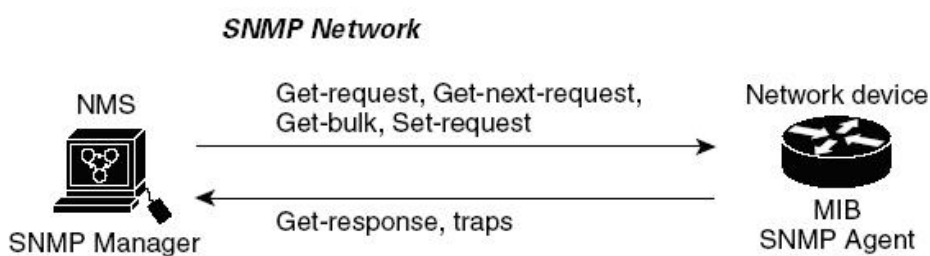 SNMP Network
NMS
SNMP Manager
Get-request, Get-next-request,
Get-bulk, Set-request
Get-response, traps
Network device
MIB
SNMP Agent